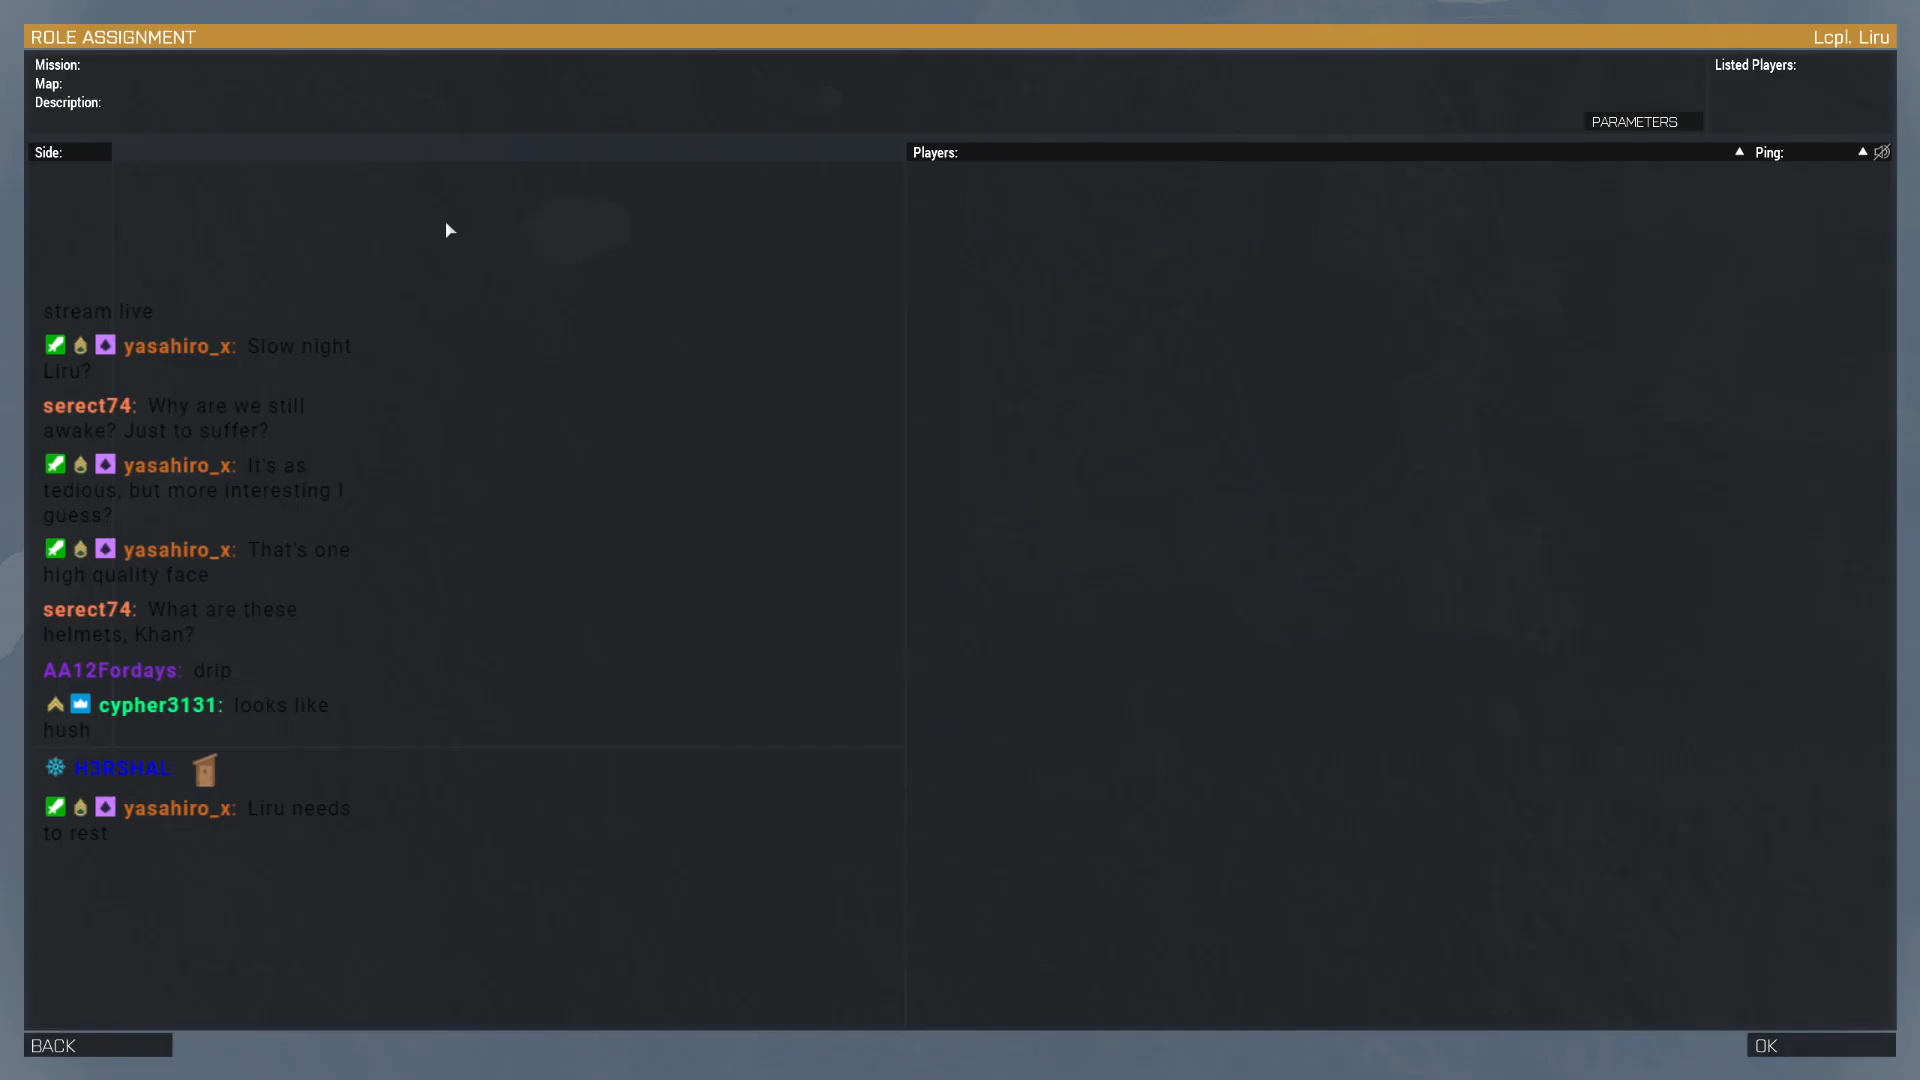 ROLE ASSIGNMENT
Lcpl. Liru
Mission:
Map:
Description:
Listed Players:
PARAMETERS
Side:
Players:
Ping:
stream live
yasahiro_x: Slow night
Liru?
serect74: Why are we still
awake? Just to suffer?
yasahiro_x: It's as
tedious, but more interesting I
guess?
yasahiro_x: That's one
high quality face
serect74: What are these
helmets, Khan?
AA12Fordays: drip
cypher3131: looks like
hush
H3RSHAL:
yasahiro_x: Liru needs
to rest
BACK
OK